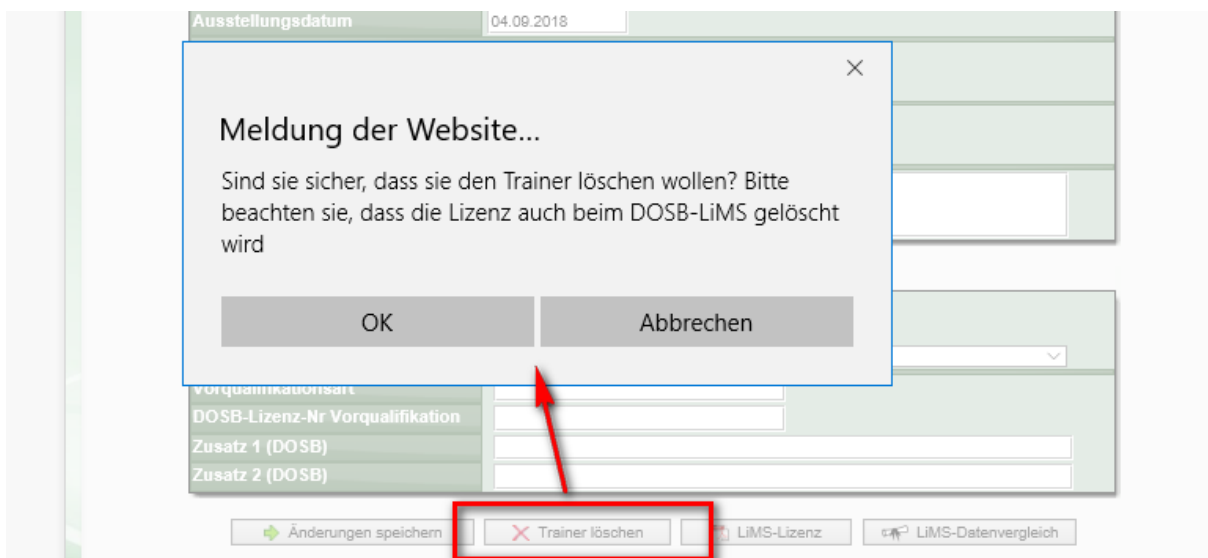 Ausstellungsdatum 04.09.2018
Meldung der Website...
Sind sie sicher, dass sie den Trainer löschen wollen? Bitte
beachten sie, dass die Lizenz auch beim DOSB-LiMS gelöscht
wird
OK Abbrechen
Vorqualifikationsart
DOSB-Lizenz-Nr Vorqualifikation
Zusatz 1 (DOSB)
Zusatz 2 (DOSB)
Änderungen speichern Trainer löschen LiMS-Lizenz LiMS-Datenvergleich